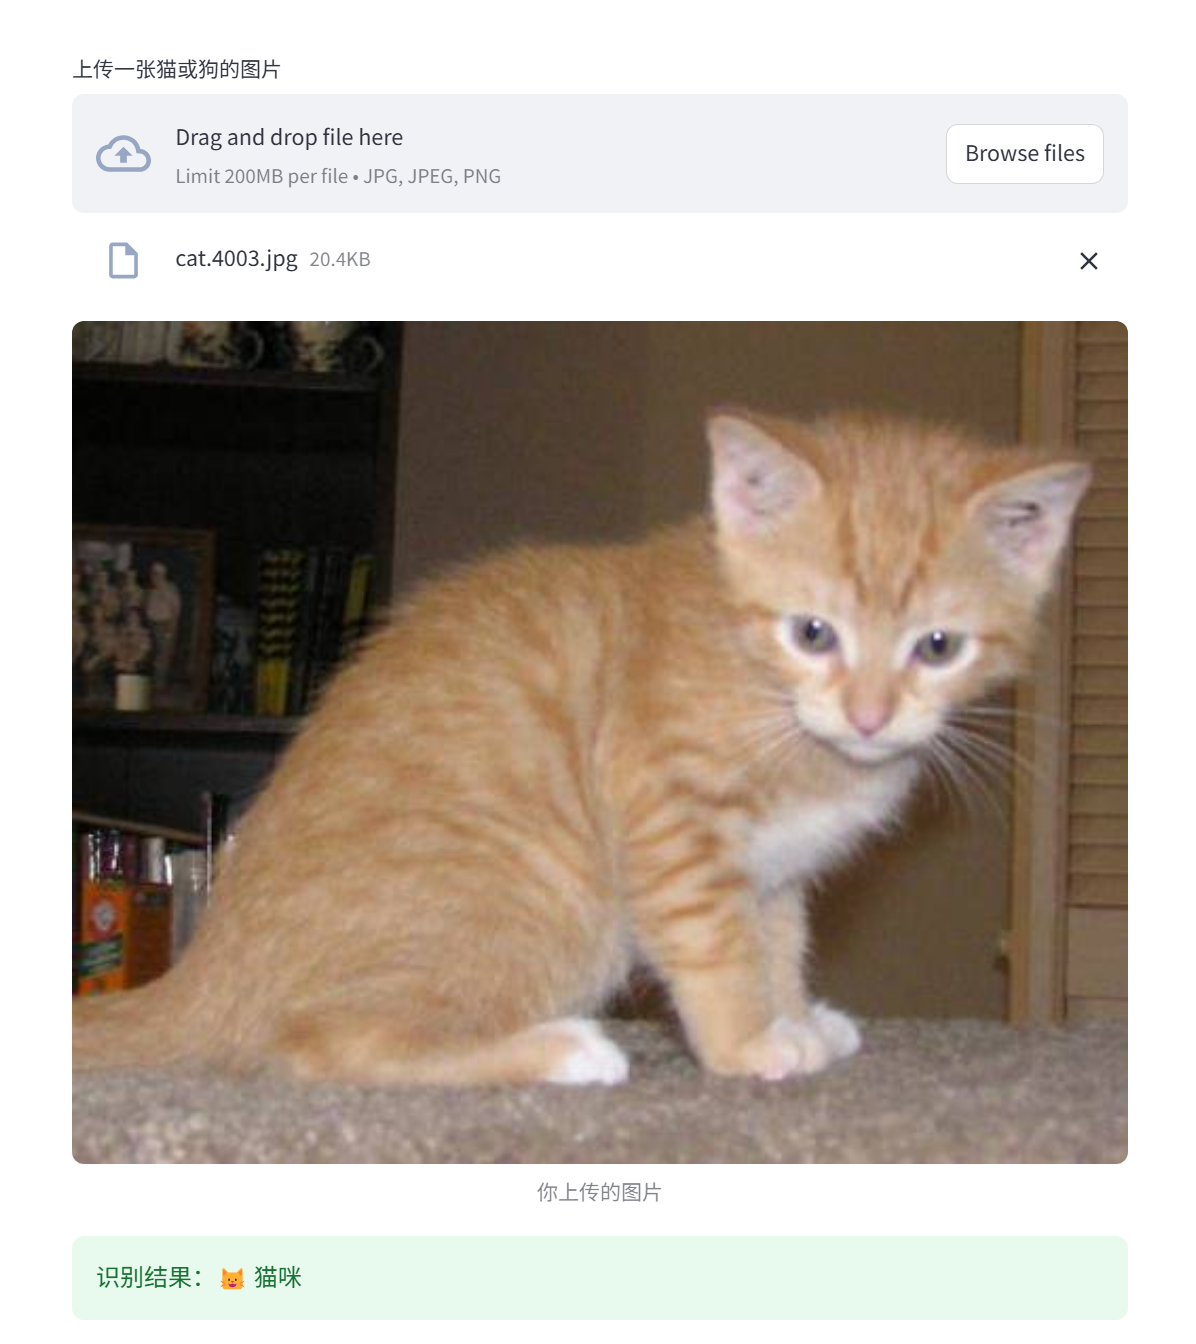 上传一张猫或狗的图片
Drag and drop file here
Limit 200MB per file • JPG, JPEG, PNG
Browse files
cat.4003.jpg 20.4KB
你上传的图片
识别结果：😺 猫咪